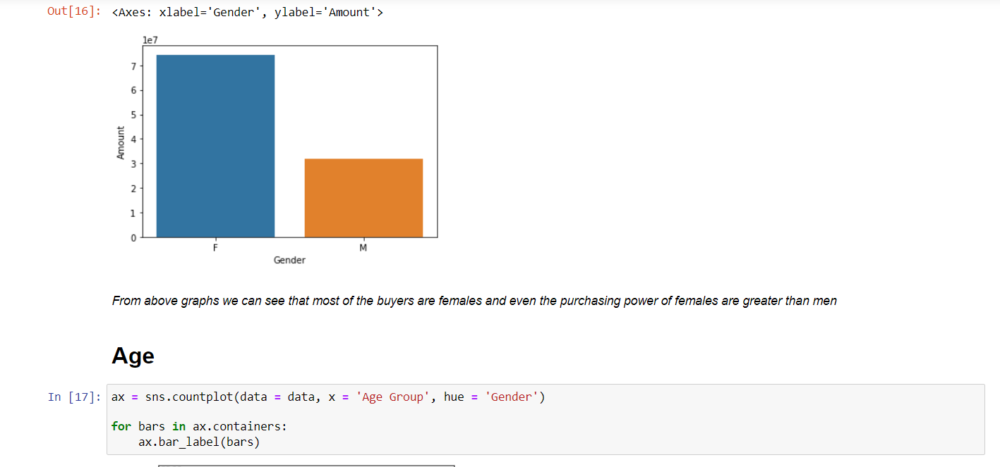 Out[16]: <Axes: xlabel='Gender', ylabel='Amount'>
1e7
7
6
5
4
3
2
1
0
Amount
F M
Gender
From above graphs we can see that most of the buyers are females and even the purchasing power of females are greater than men
Age
In [17]: ax = sns.countplot(data = data, x = 'Age Group', hue = 'Gender')
for bars in ax.containers:
    ax.bar_label(bars)